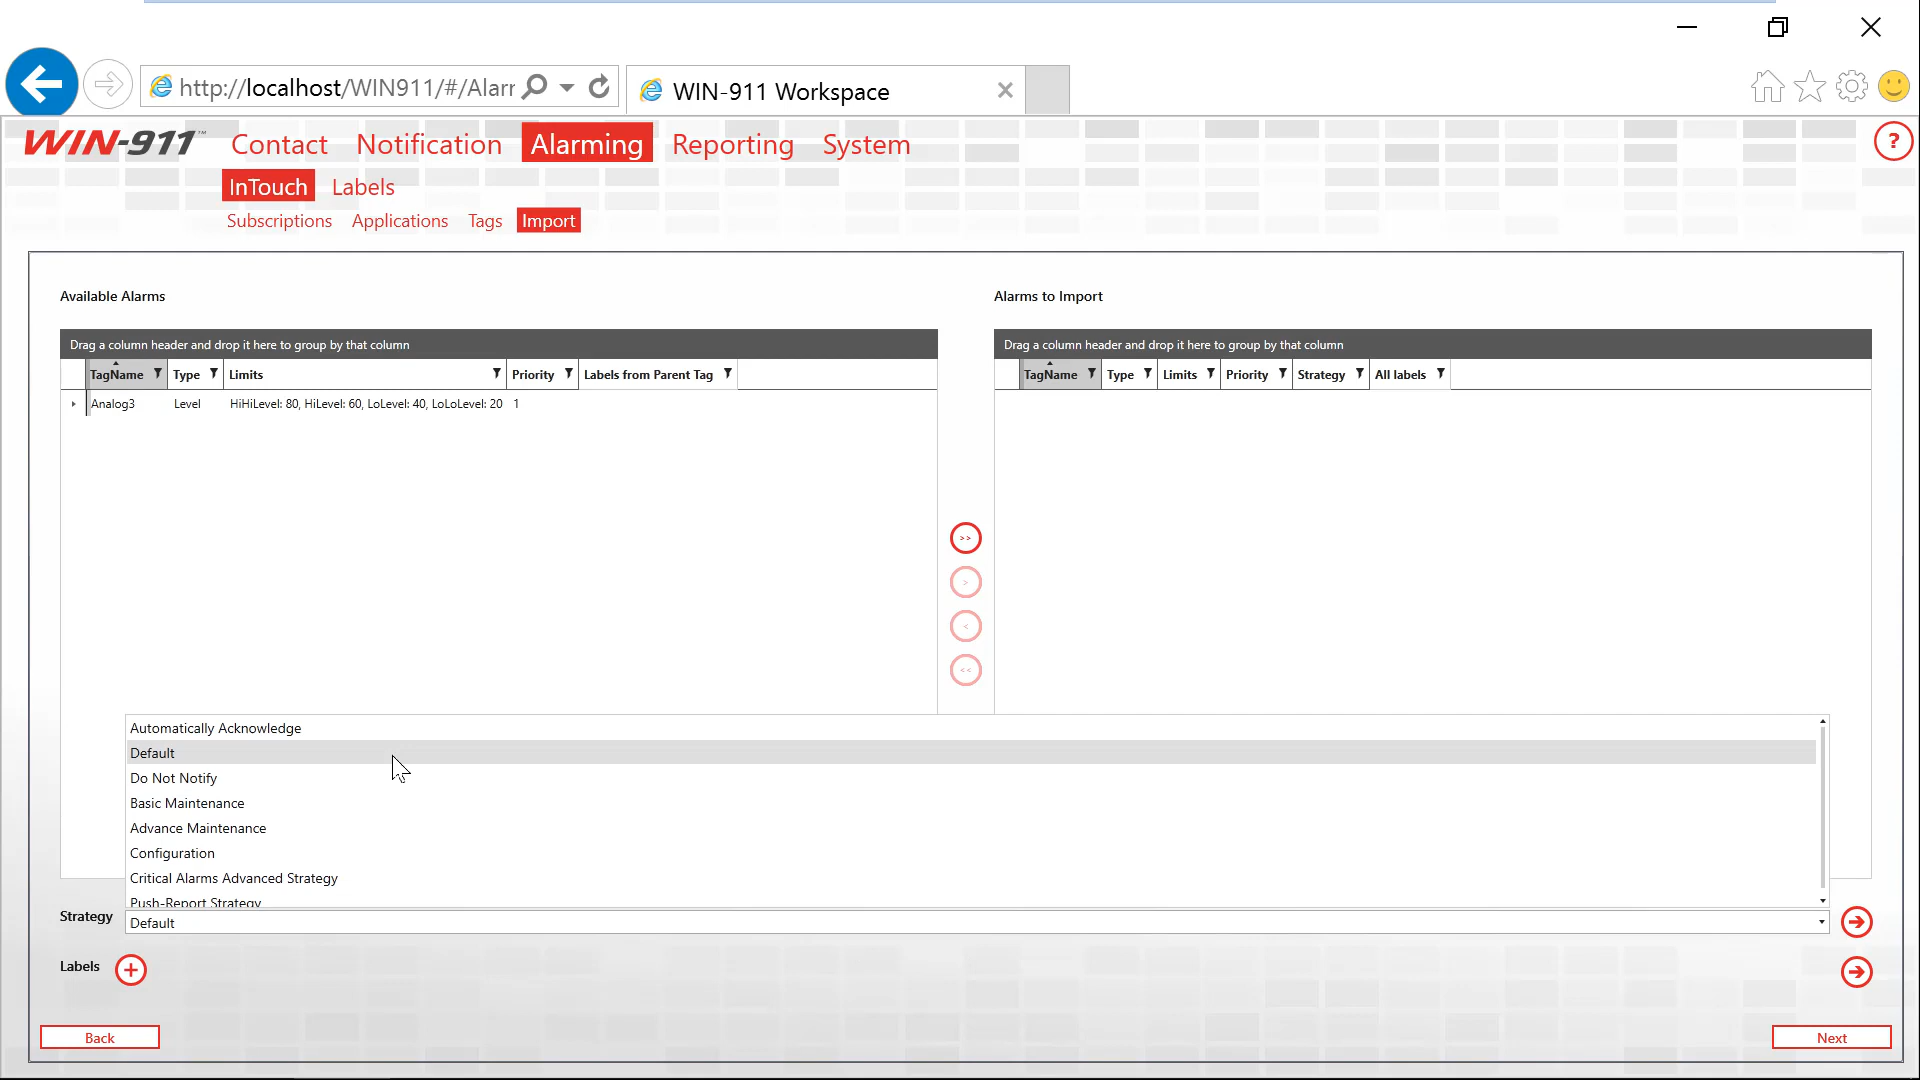 http://localhost/WIN911/#/Alarr
WIN-911 Workspace
WIN-911™
Contact Notification Alarming Reporting System
?
InTouch Labels
Subscriptions Applications Tags Import
Available Alarms
Alarms to Import
Drag a column header and drop it here to group by that column
Drag a column header and drop it here to group by that column
TagName Type Limits Priority Labels from Parent Tag
TagName Type Limits Priority Strategy All labels
Analog3 Level HiHiLevel: 80, HiLevel: 60, LoLevel: 40, LoLoLevel: 20 1
>>
>
<
<<
Automatically Acknowledge
Default
Do Not Notify
Basic Maintenance
Advance Maintenance
Configuration
Critical Alarms Advanced Strategy
Push-Report Strategy
Strategy Default
Labels
Back
Next